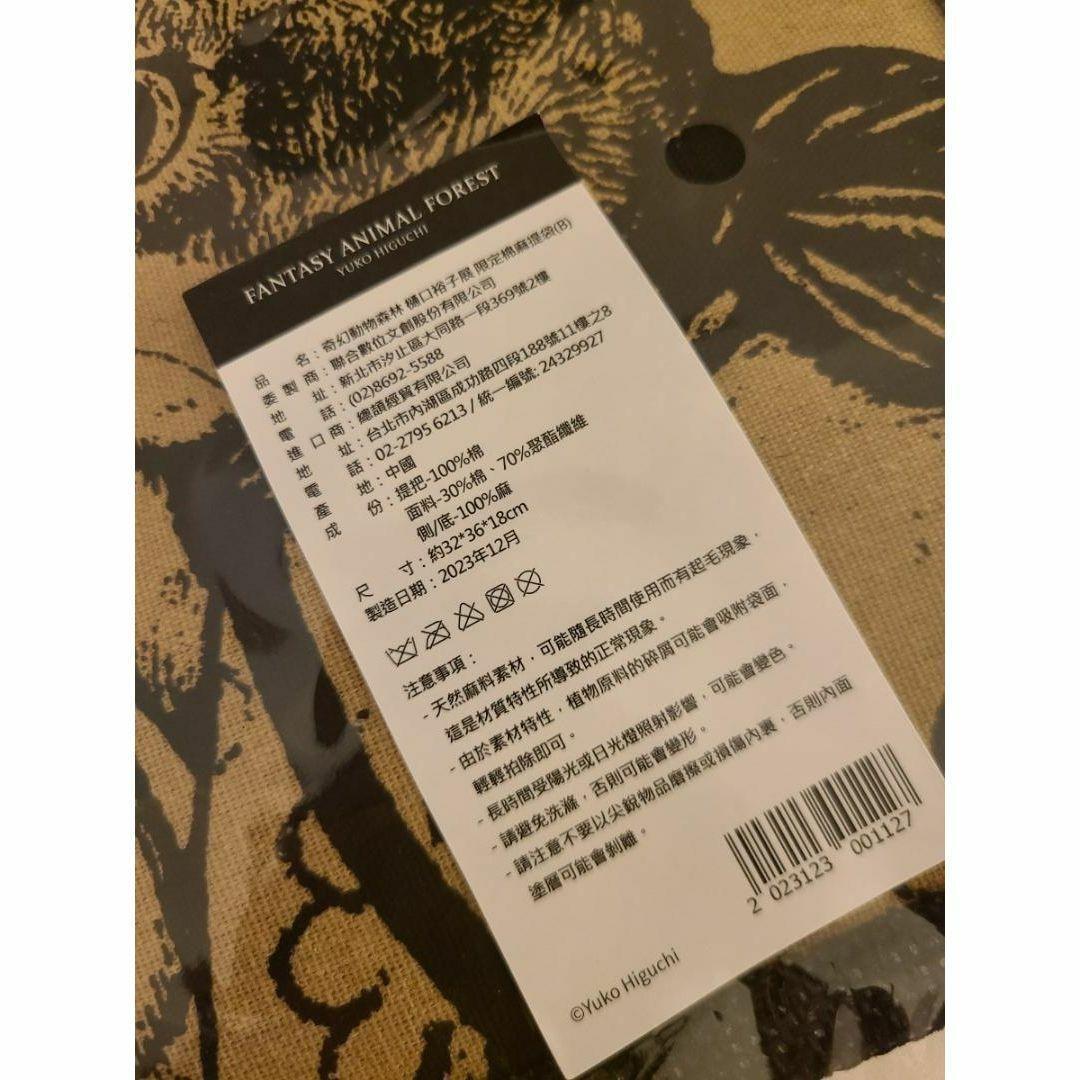 FANTASY ANIMAL FOREST
YUKO HIGUCHI
品名：奇幻動物森林 樋口裕子展 限定棉麻提袋(B)
委製商：聯合數位文創股份有限公司
地址：新北市汐止區大同路一段369號2樓
電話：(02)8692-5588
進口商：總頡經貿有限公司
地址：台北市內湖區成功路四段188號11樓之8
電話：02-2795 6213 / 統一編號: 24329927
產地：中國
成份：提把-100%棉
面料-30%棉、70%聚酯纖維
側/底-100%麻
尺寸：約32*36*18cm
製造日期：2023年12月
注意事項：
- 天然麻料素材，可能隨長時間使用而有起毛現象，
這是材質特性所導致的正常現象。
- 由於素材特性，植物原料的碎屑可能會吸附袋面，
輕輕拍除即可。
- 長時間受陽光或日光燈照射影響，可能會變色。
- 請避免洗滌，否則可能會變形。
- 請注意不要以尖銳物品磨擦或損傷內裏，否則內面
塗層可能會剝離。
2 023123 001127
©Yuko Higuchi